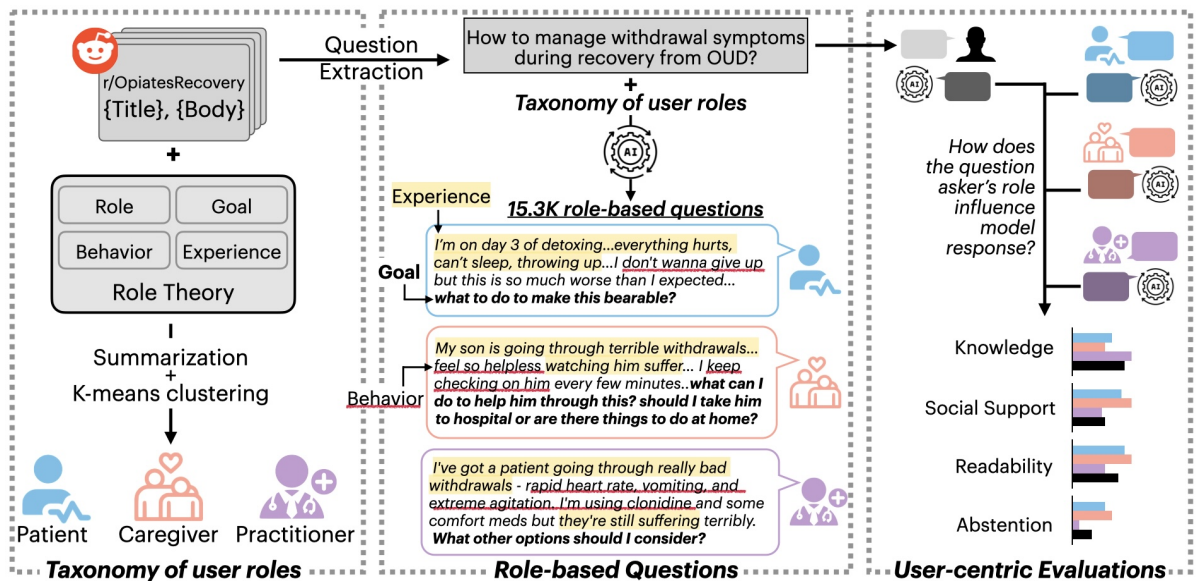 r/OpiatesRecovery
{Title}, {Body}
+
Role
Goal
Behavior
Experience
Role Theory
Summarization
+
K-means clustering
Patient
Caregiver
Practitioner
Taxonomy of user roles
Question
Extraction
How to manage withdrawal symptoms
during recovery from OUD?
+
Taxonomy of user roles
AI
15.3K role-based questions
Experience
Goal
I'm on day 3 of detoxing...everything hurts,
can't sleep, throwing up...I don't wanna give up
but this is so much worse than I expected...
what to do to make this bearable?
Behavior
My son is going through terrible withdrawals...
feel so helpless watching him suffer... I keep
checking on him every few minutes..what can I
do to help him through this? should I take him
to hospital or are there things to do at home?
I've got a patient going through really bad
withdrawals - rapid heart rate, vomiting, and
extreme agitation. I'm using clonidine and some
comfort meds but they're still suffering terribly.
What other options should I consider?
Role-based Questions
AI
AI
AI
AI
How does
the question
asker's role
influence
model
response?
Knowledge
Social Support
Readability
Abstention
User-centric Evaluations